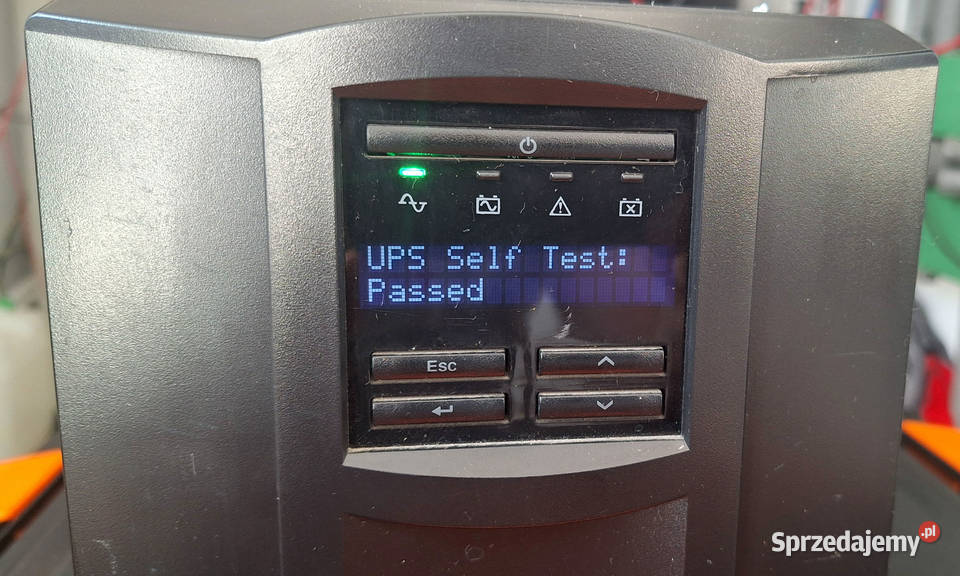 UPS Self Test:
Passed
Esc
Sprzedajemy.pl